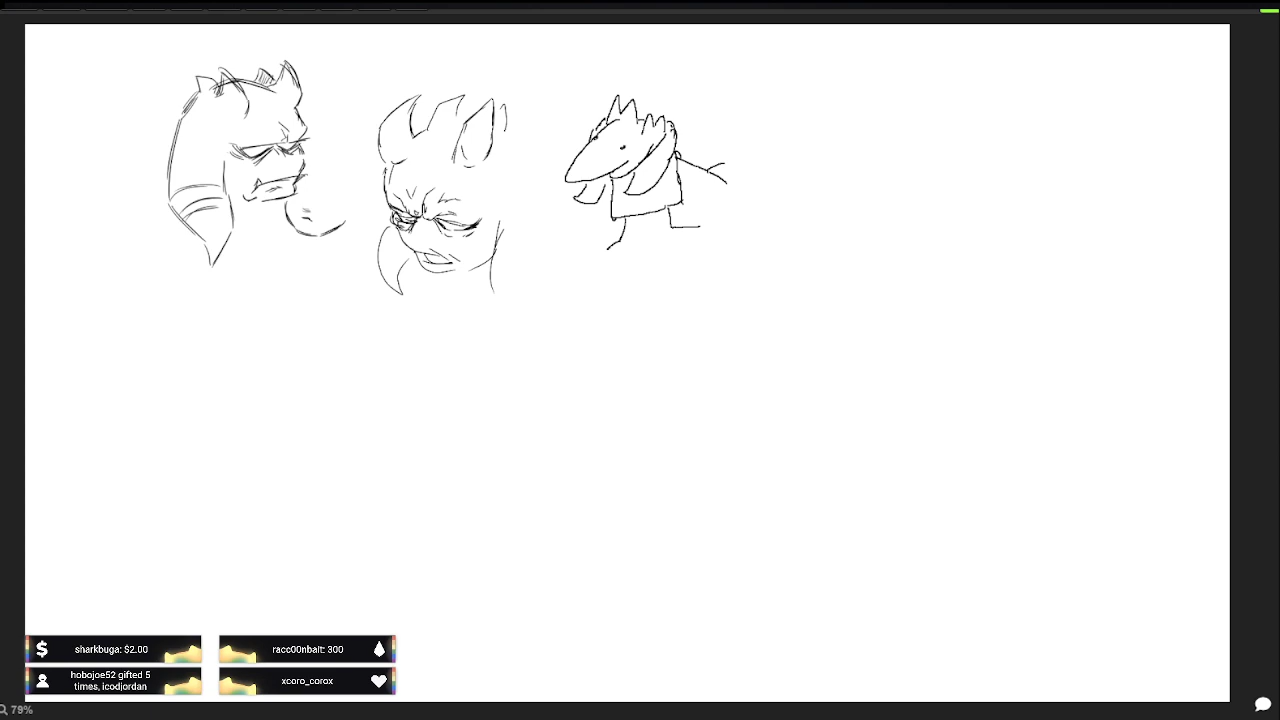 $ sharkbuga: $2.00
racc00nbait: 300
hobojoe52 gifted 5
times, icodjordan
xcoro_corox
79%